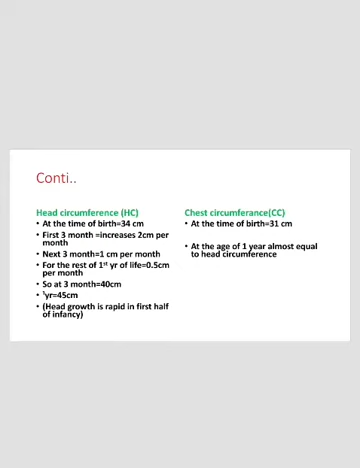 Conti..
Head circumference (HC)
• At the time of birth=34 cm
• First 3 month =increases 2cm per
month
• Next 3 month=1 cm per month
• For the rest of 1st yr of life=0.5cm
per month
• So at 3 month=40cm
• 1yr=45cm
• (Head growth is rapid in first half
of infancy)
Chest circumferance(CC)
• At the time of birth=31 cm
• At the age of 1 year almost equal
to head circumference